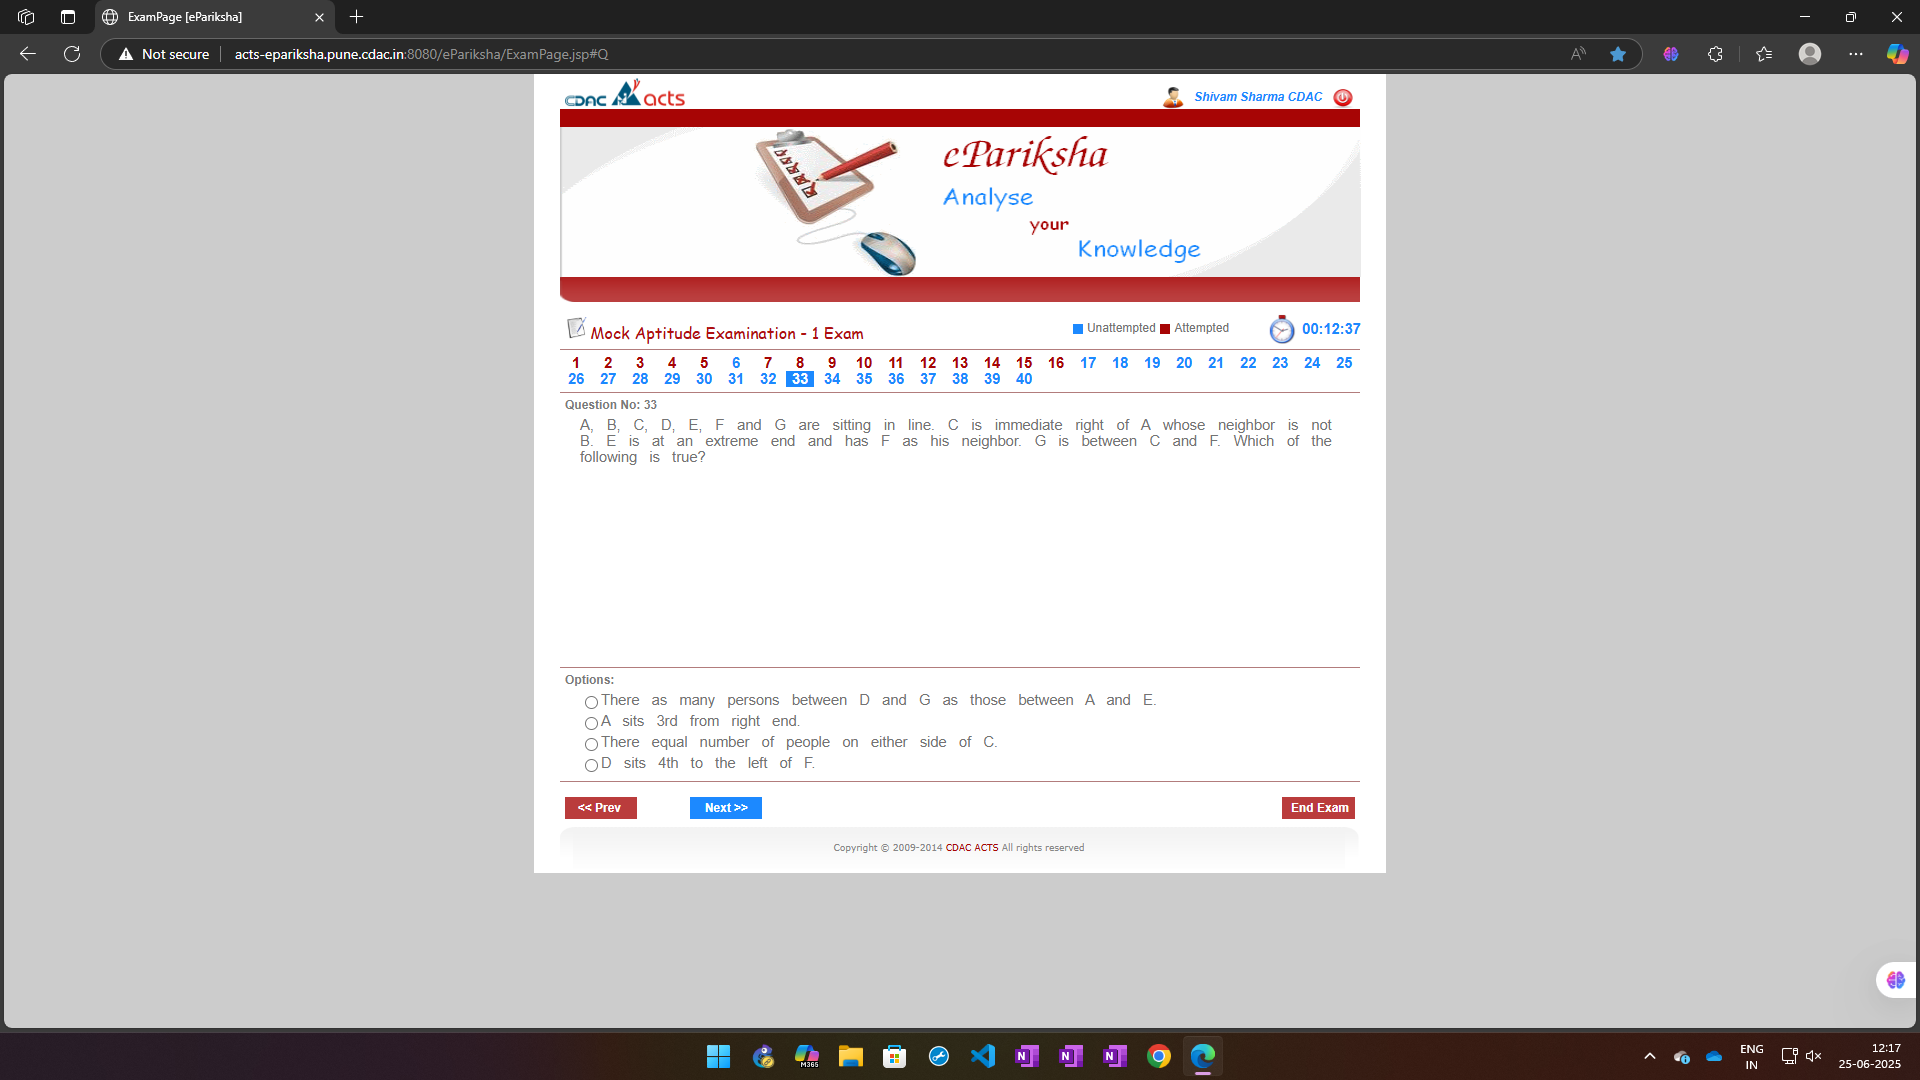 ExamPage [ePariksha]
Not secure
acts-epariksha.pune.cdac.in:8080/ePariksha/ExamPage.jsp#Q
CDAC acts
Shivam Sharma CDAC
ePariksha
Analyse
your
Knowledge
Mock Aptitude Examination - 1 Exam
Unattempted Attempted
00:12:37
1 2 3 4 5 6 7 8 9 10 11 12 13 14 15 16 17 18 19 20 21 22 23 24 25
26 27 28 29 30 31 32 33 34 35 36 37 38 39 40
Question No: 33
A, B, C, D, E, F and G are sitting in line. C is immediate right of A whose neighbor is not
B. E is at an extreme end and has F as his neighbor. G is between C and F. Which of the
following is true?
Options:
There as many persons between D and G as those between A and E.
A sits 3rd from right end.
There equal number of people on either side of C.
D sits 4th to the left of F.
<< Prev
Next >>
End Exam
Copyright © 2009-2014 CDAC ACTS All rights reserved
M365
N
N
N
ENG
IN
12:17
25-06-2025